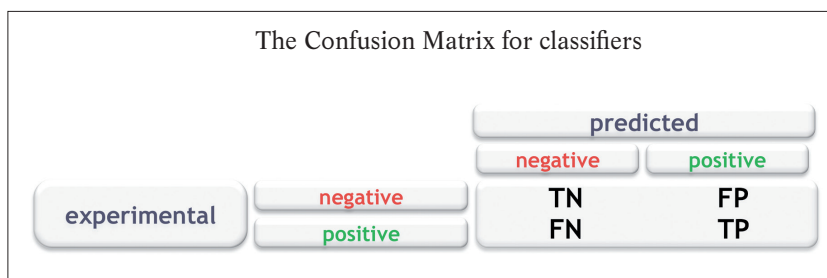 The Confusion Matrix for classifiers
predicted
negative positive
experimental
negative TN FP
positive FN TP